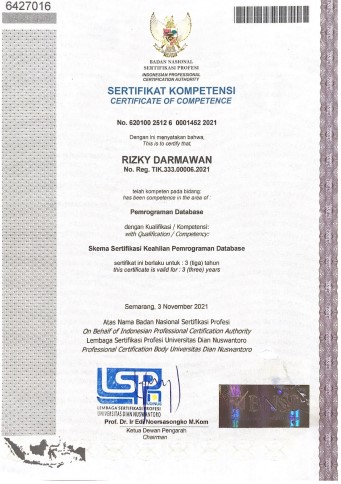 6427016
BADAN NASIONAL
SERTIFIKASI PROFESI
INDONESIAN PROFESSIONAL
CERTIFICATION AUTHORITY
SERTIFIKAT KOMPETENSI
CERTIFICATE OF COMPETENCE
No. 620100 2512 6 0001452 2021
Dengan ini menyatakan bahwa,
This is to certify that,
RIZKY DARMAWAN
No. Reg. TIK.333.00006.2021
telah kompeten pada bidang:
has been competence in the area of :
Pemrograman Database
dengan Kualifikasi / Kompetensi:
with Qualification / Competency:
Skema Sertifikasi Keahlian Pemrograman Database
sertifikat ini berlaku untuk : 3 (tiga) tahun
this certificate is valid for : 3 (three) years
Semarang, 3 November 2021
Atas Nama Badan Nasional Sertifikasi Profesi
On Behalf of Indonesian Professional Certification Authority
Lembaga Sertifikasi Profesi Universitas Dian Nuswantoro
Professional Certification Body Universitas Dian Nuswantoro
LSP
LEMBAGA SERTIFIKASI PROFESI
UNIVERSITAS DIAN NUSWANTORO
Prof. Dr. Ir Edi Noersasongko M.Kom
Ketua Dewan Pengarah
Chairman